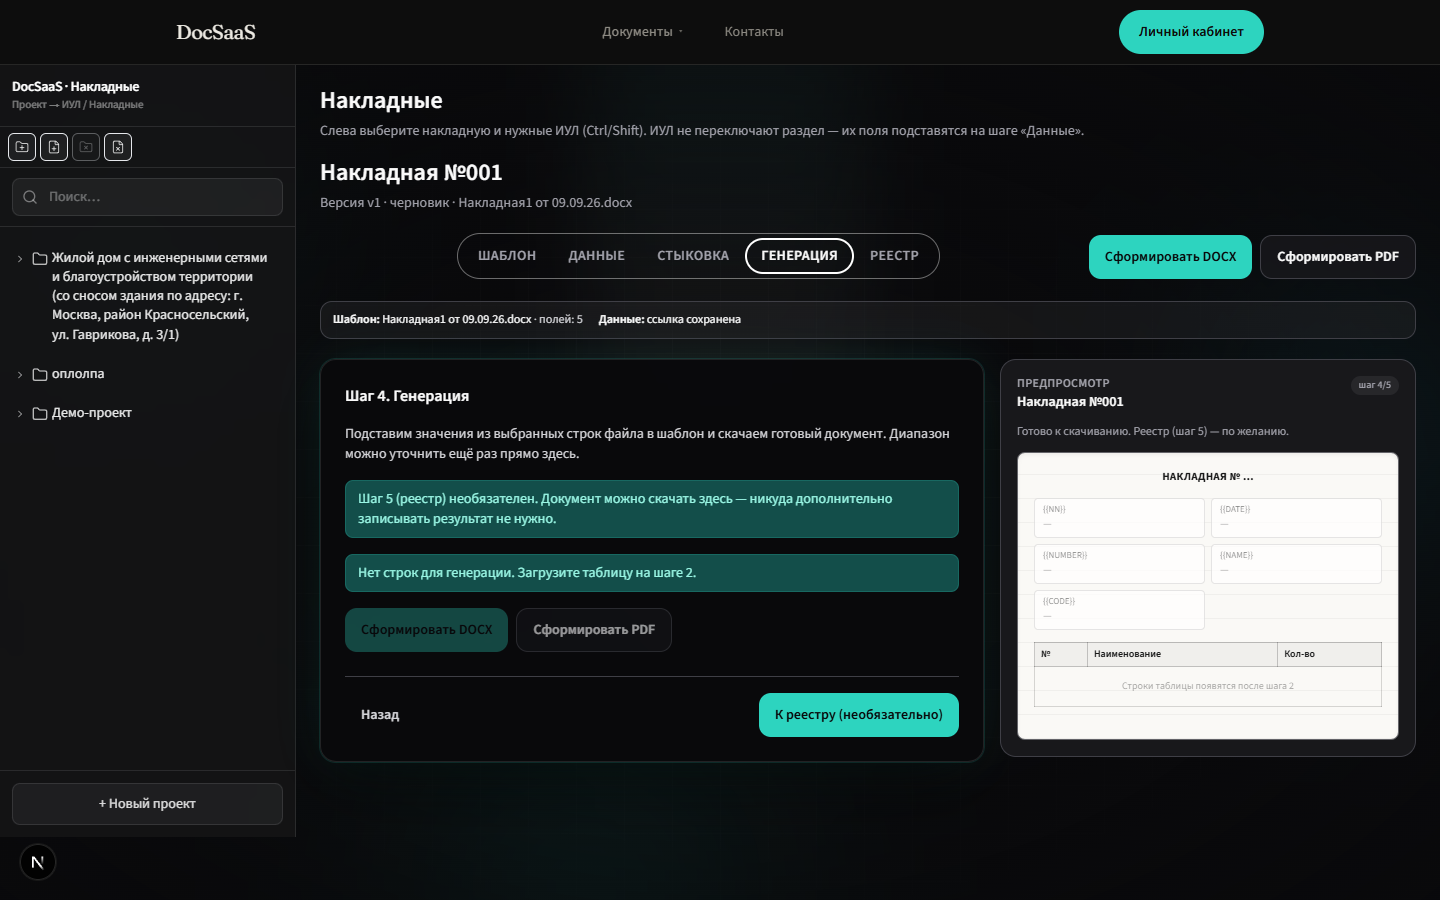 DocSaaS
Документы
Контакты
Личный кабинет
DocSaaS · Накладные
Проект → ИУЛ / Накладные
Поиск...
Жилой дом с инженерными сетями
и благоустройством территории
(со сносом здания по адресу: г.
Москва, район Красносельский,
ул. Гаврикова, д. 3/1)
оплолпа
Демо-проект
+ Новый проект
N
Накладные
Слева выберите накладную и нужные ИУЛ (Ctrl/Shift). ИУЛ не переключают раздел — их поля подставятся на шаге «Данные».
Накладная №001
Версия v1 · черновик · Накладная1 от 09.09.26.docx
ШАБЛОН
ДАННЫЕ
СТЫКОВКА
ГЕНЕРАЦИЯ
РЕЕСТР
Сформировать DOCX
Сформировать PDF
Шаблон: Накладная1 от 09.09.26.docx · полей: 5
Данные: ссылка сохранена
Шаг 4. Генерация
Подставим значения из выбранных строк файла в шаблон и скачаем готовый документ. Диапазон
можно уточнить ещё раз прямо здесь.
Шаг 5 (реестр) необязателен. Документ можно скачать здесь — никуда дополнительно
записывать результат не нужно.
Нет строк для генерации. Загрузите таблицу на шаге 2.
Сформировать DOCX
Сформировать PDF
Назад
К реестру (необязательно)
ПРЕДПРОСМОТР
шаг 4/5
Накладная №001
Готово к скачиванию. Реестр (шаг 5) — по желанию.
НАКЛАДНАЯ № ...
{{NN}}
—
{{DATE}}
—
{{NUMBER}}
—
{{NAME}}
—
{{CODE}}
—
№
Наименование
Кол-во
Строки таблицы появятся после шага 2